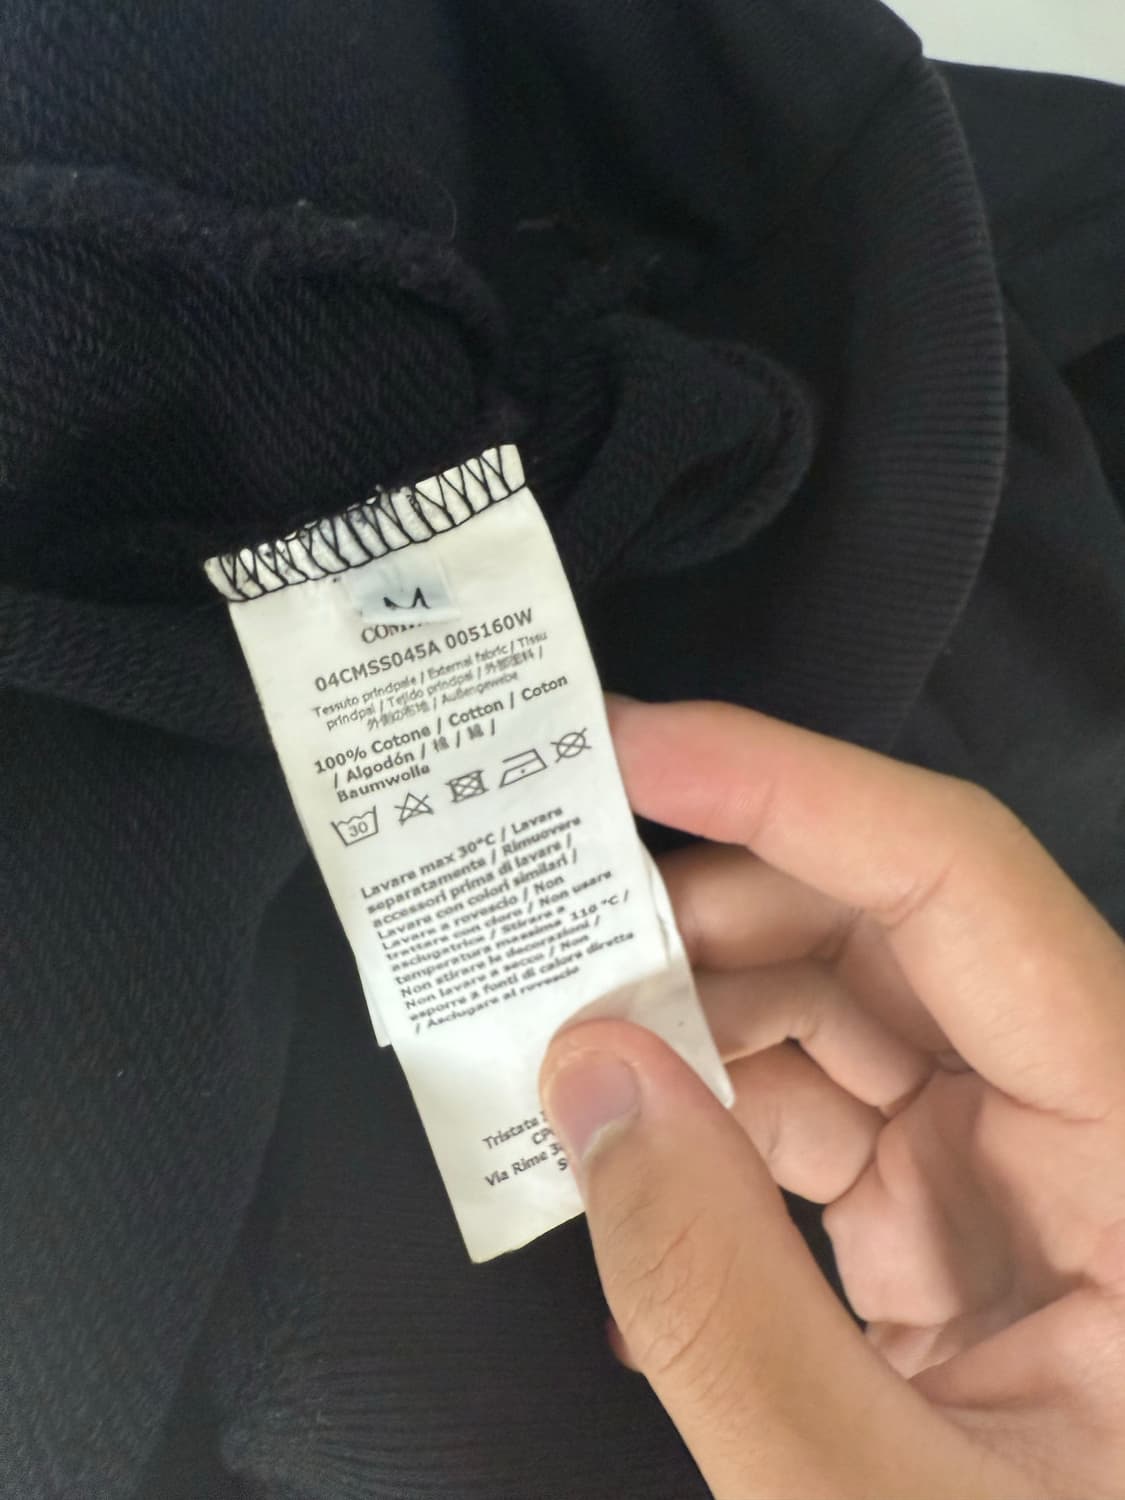 M
04CMSS045A 005160W
Tessuto principale / External fabric / Tissu
principal / Tejido principal / 外部面料 /
外側の布地 / Außengewebe
100% Cotone / Cotton / Coton
/ Algodón / 棉 / 綿 /
Baumwolle
30
Lavare max 30°C / Lavare
separatamente / Rimuovere
accessori prima di lavare /
Lavare con colori similari /
Lavare a rovescio / Non
trattare con cloro / Non usare
asciugatrice / Stirare a
temperatura massima 110 °C /
Non stirare le decorazioni /
Non lavare a secco / Non
esporre a fonti di calore diretta
/ Asciugare al rovescio
Tristate
Via Rime